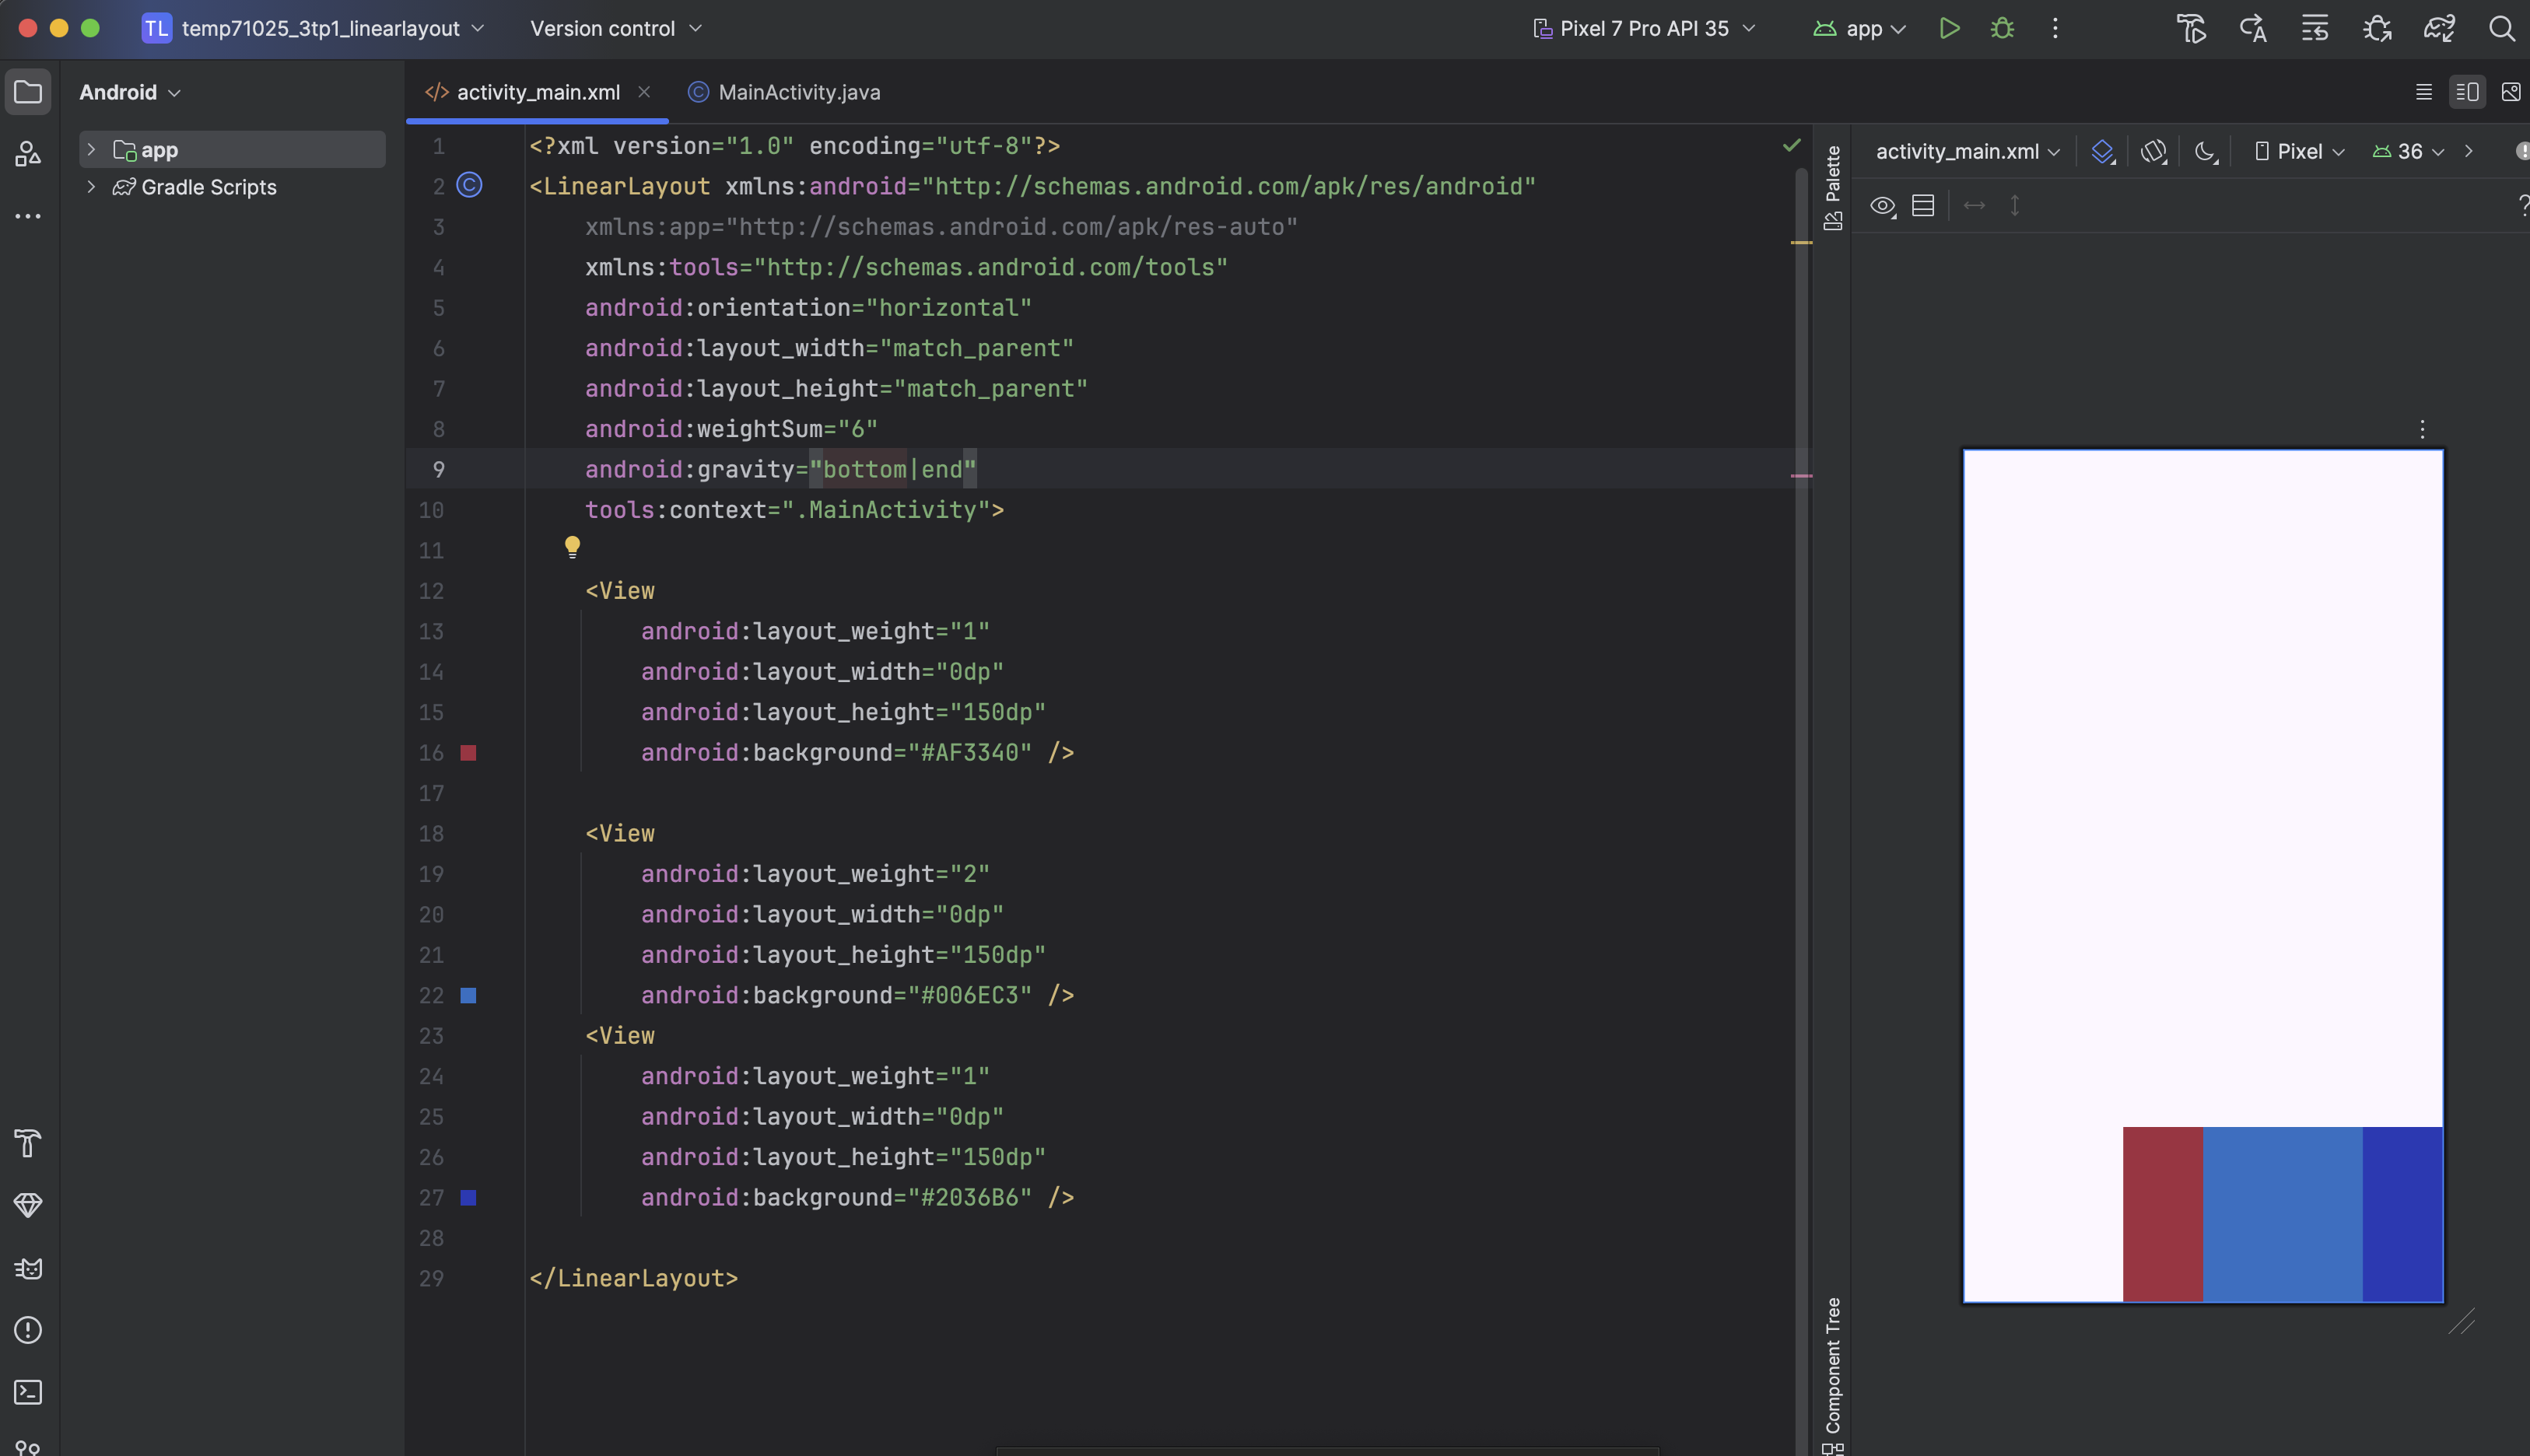 TL temp71025_3tp1_linearlayout Version control Pixel 7 Pro API 35 app
Android
app
Gradle Scripts
activity_main.xml MainActivity.java
1 <?xml version="1.0" encoding="utf-8"?>
2 <LinearLayout xmlns:android="http://schemas.android.com/apk/res/android"
3 xmlns:app="http://schemas.android.com/apk/res-auto"
4 xmlns:tools="http://schemas.android.com/tools"
5 android:orientation="horizontal"
6 android:layout_width="match_parent"
7 android:layout_height="match_parent"
8 android:weightSum="6"
9 android:gravity="bottom|end"
10 tools:context=".MainActivity">
11
12 <View
13 android:layout_weight="1"
14 android:layout_width="0dp"
15 android:layout_height="150dp"
16 android:background="#AF3340" />
17
18 <View
19 android:layout_weight="2"
20 android:layout_width="0dp"
21 android:layout_height="150dp"
22 android:background="#006EC3" />
23 <View
24 android:layout_weight="1"
25 android:layout_width="0dp"
26 android:layout_height="150dp"
27 android:background="#2036B6" />
28
29 </LinearLayout>
Palette
Component Tree
activity_main.xml Pixel 36